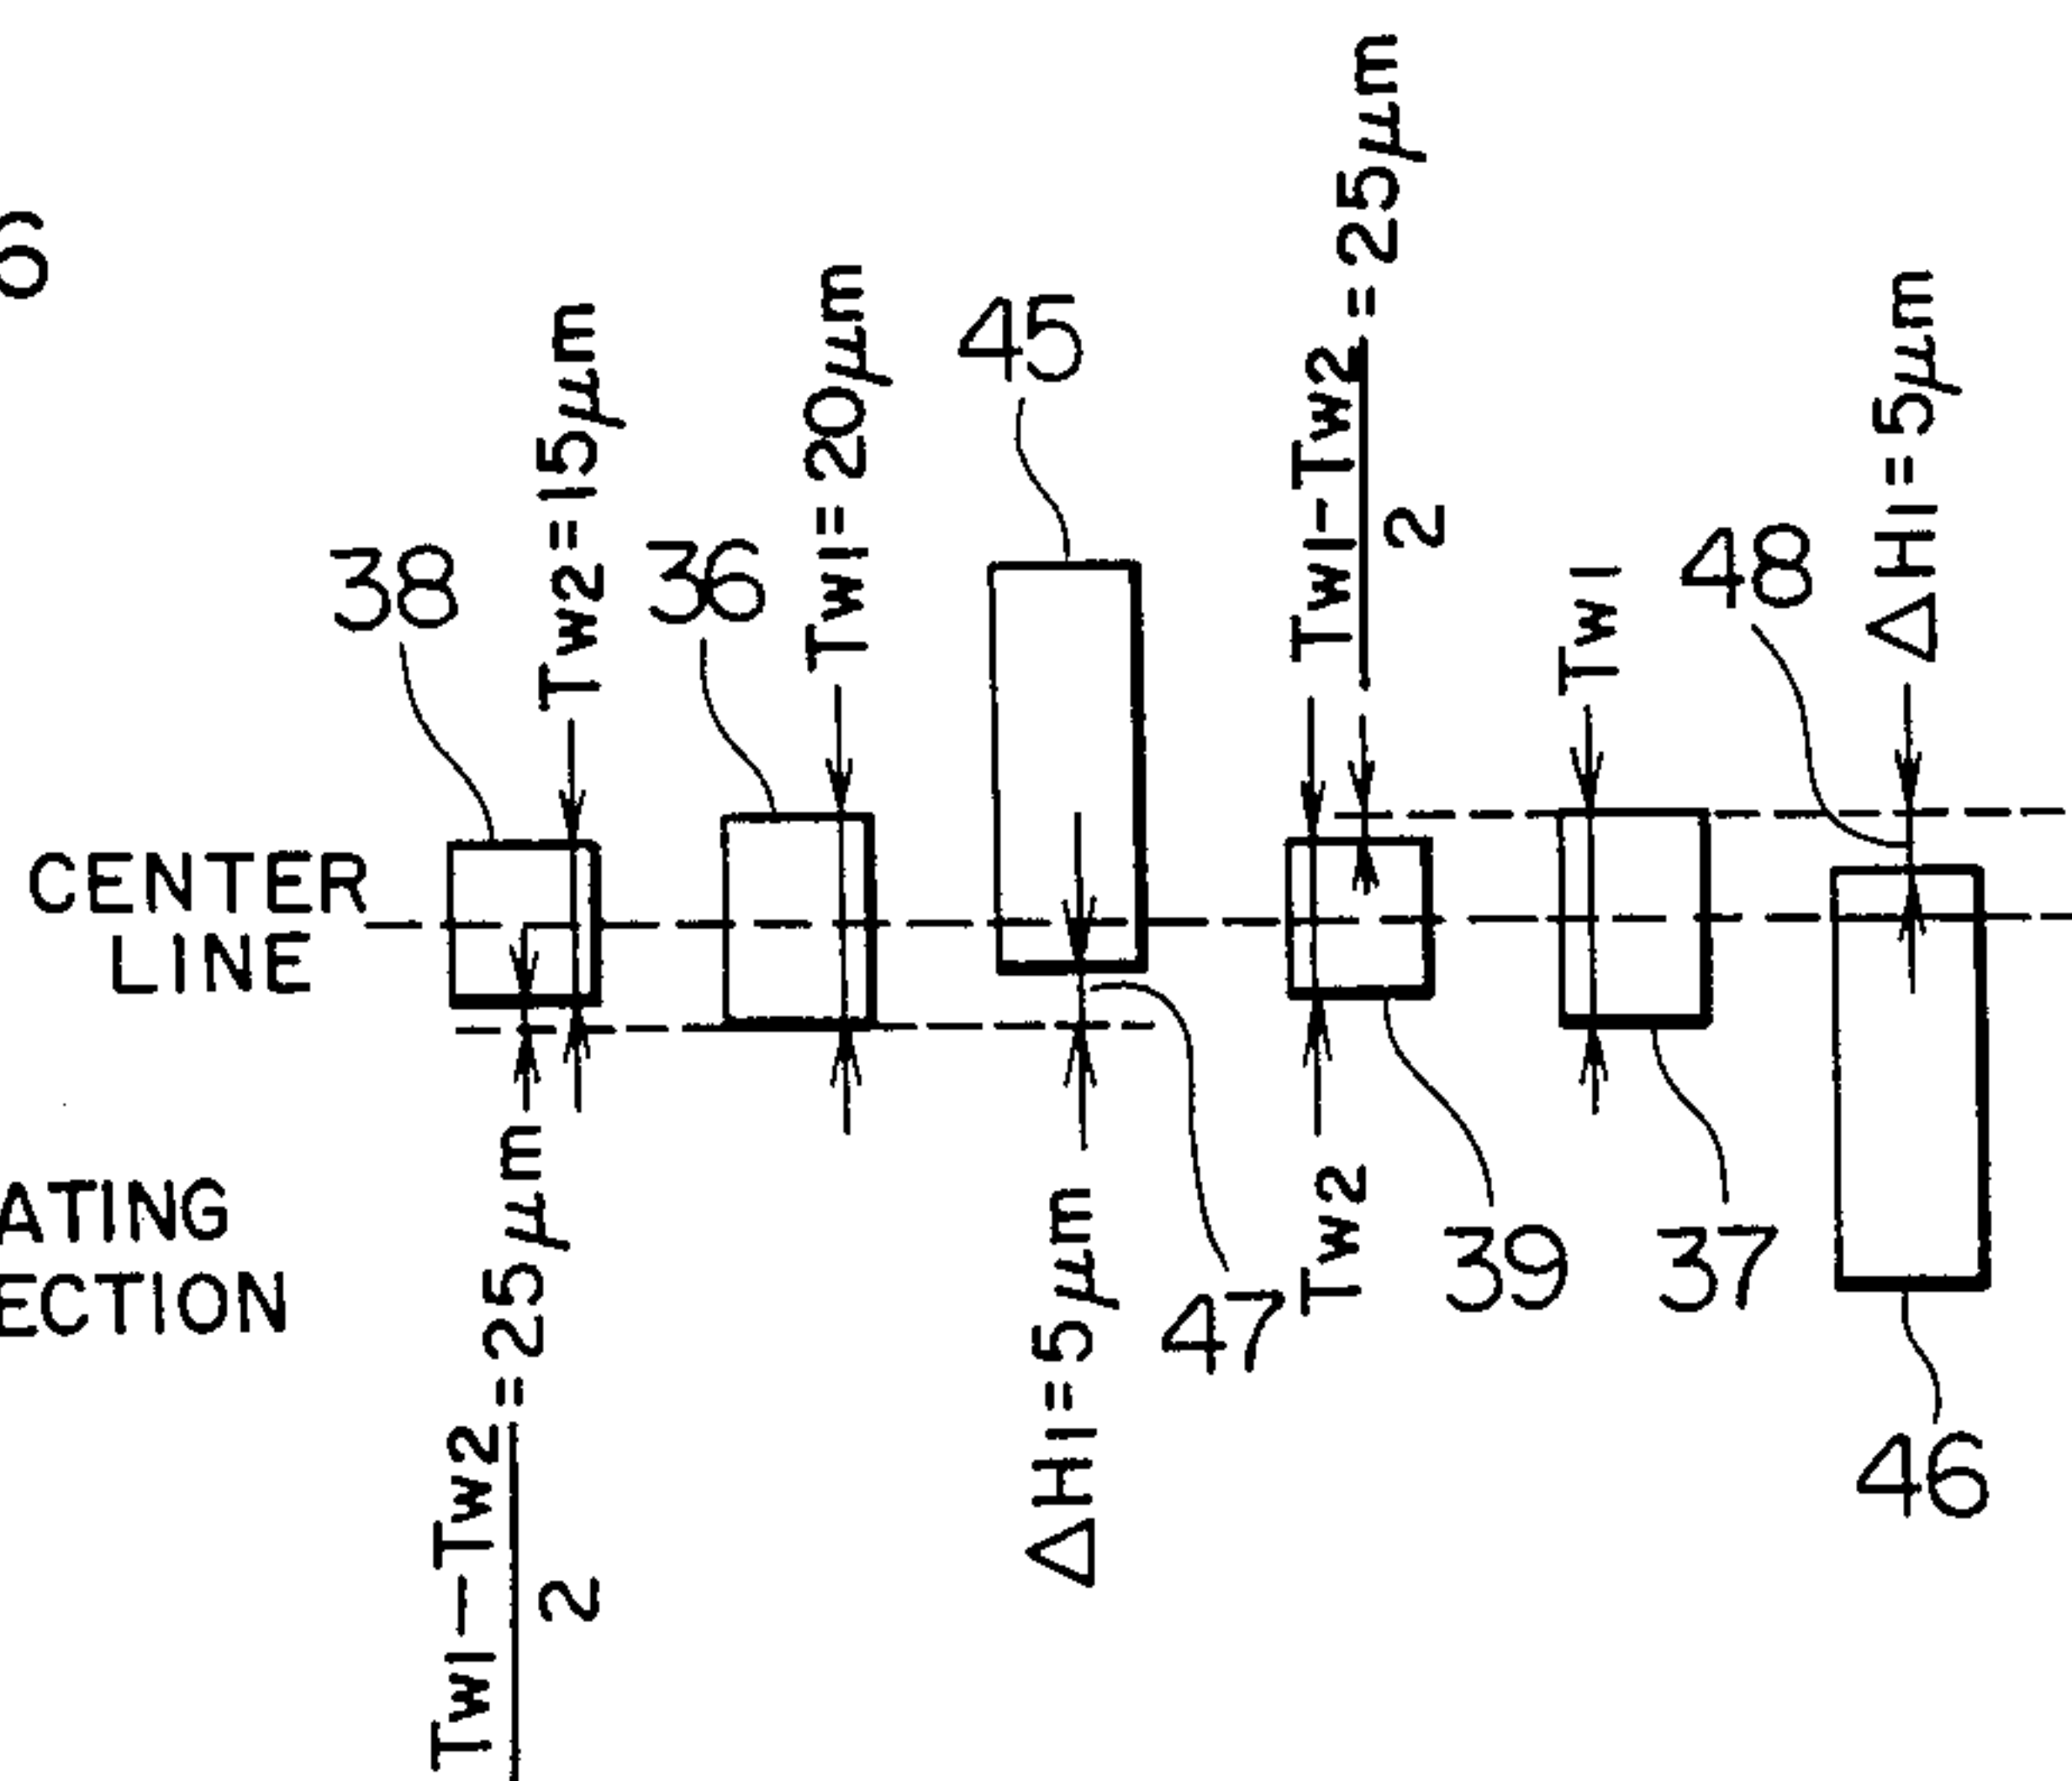 6
Tw2=15μm
Tw1=20μm
45
Tw1-Tw2
2
=25μm
ΔH1=5μm
38
36
Tw1
48
CENTER
LINE
ATING
ECTION
Tw1-Tw2
2
=25μm
ΔH1=5μm
47
Tw2
39
37
46